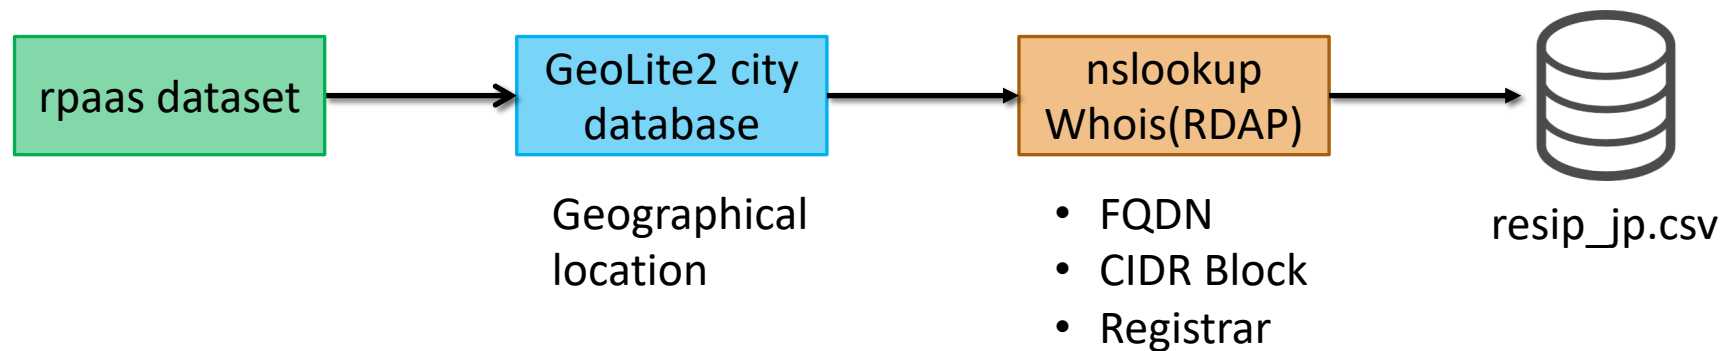 rpaas dataset
GeoLite2 city
database
Geographical
location
nslookup
Whois(RDAP)
• FQDN
• CIDR Block
• Registrar
resip_jp.csv